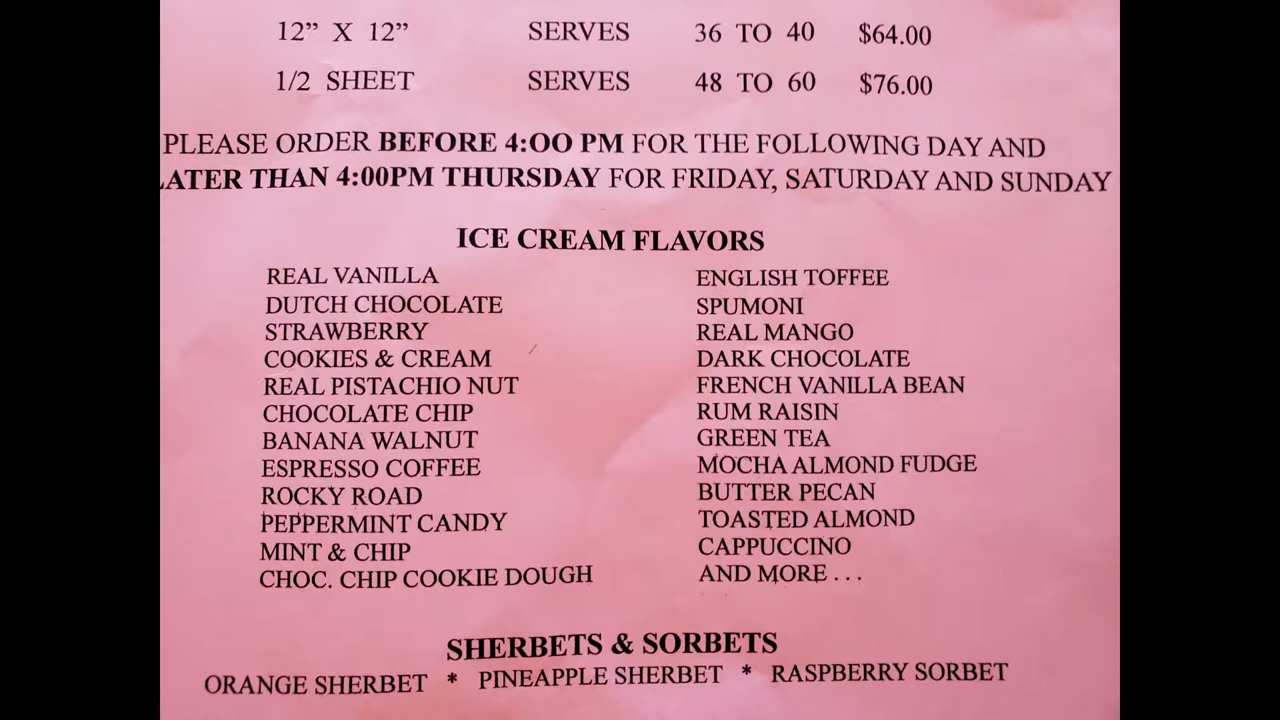 12” X 12” SERVES 36 TO 40 $64.00
1/2 SHEET SERVES 48 TO 60 $76.00
PLEASE ORDER BEFORE 4:OO PM FOR THE FOLLOWING DAY AND
LATER THAN 4:00PM THURSDAY FOR FRIDAY, SATURDAY AND SUNDAY
ICE CREAM FLAVORS
REAL VANILLA
DUTCH CHOCOLATE
STRAWBERRY
COOKIES & CREAM
REAL PISTACHIO NUT
CHOCOLATE CHIP
BANANA WALNUT
ESPRESSO COFFEE
ROCKY ROAD
PEPPERMINT CANDY
MINT & CHIP
CHOC. CHIP COOKIE DOUGH
ENGLISH TOFFEE
SPUMONI
REAL MANGO
DARK CHOCOLATE
FRENCH VANILLA BEAN
RUM RAISIN
GREEN TEA
MOCHA ALMOND FUDGE
BUTTER PECAN
TOASTED ALMOND
CAPPUCCINO
AND MORE . . .
SHERBETS & SORBETS
ORANGE SHERBET * PINEAPPLE SHERBET * RASPBERRY SORBET